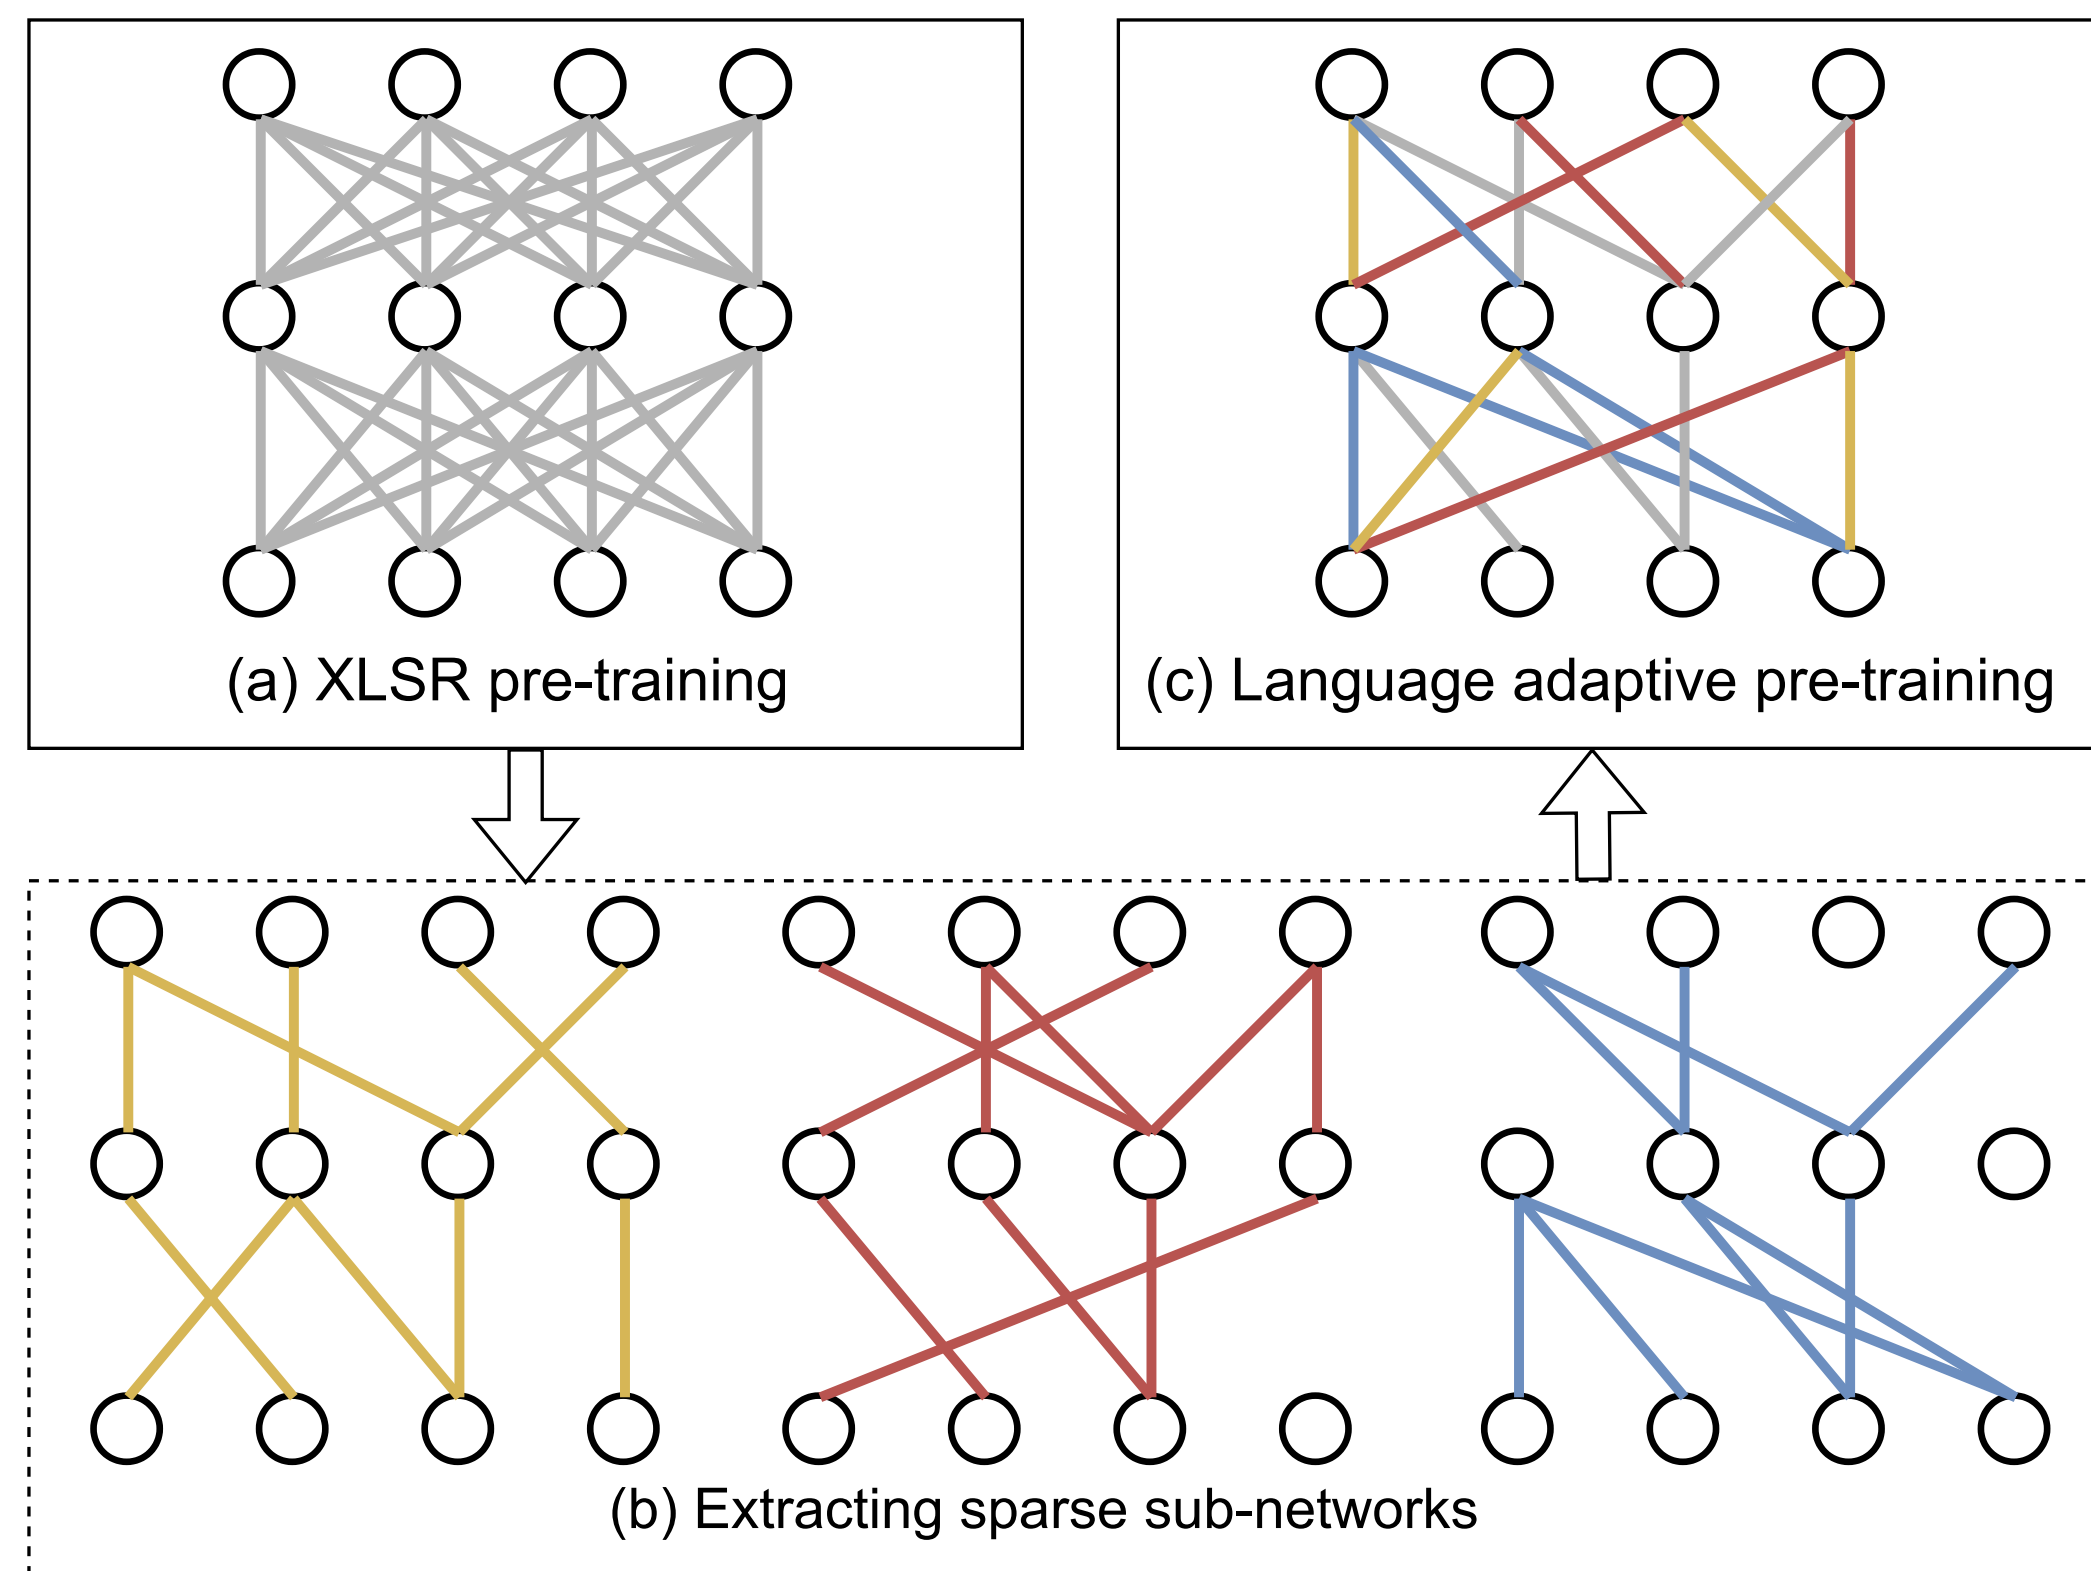 (a) XLSR pre-training
(c) Language adaptive pre-training
(b) Extracting sparse sub-networks